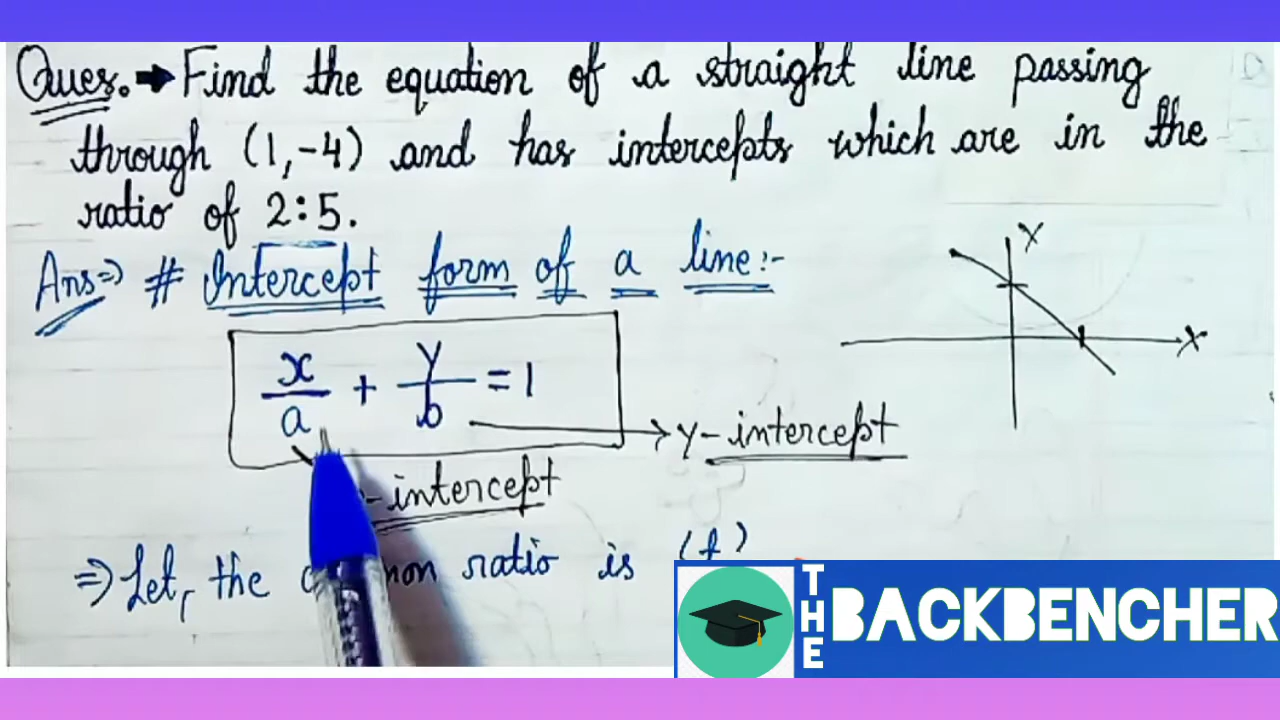 Ques. → Find the equation of a straight line passing
through (1,-4) and has intercepts which are in the
ratio of 2:5.
Ans⇒ # Intercept form of a line:-
Y
X
x/a + y/b = 1
→ y-intercept
-intercept
⇒ Let, the mon ratio is (t)
THE
BACKBENCHER